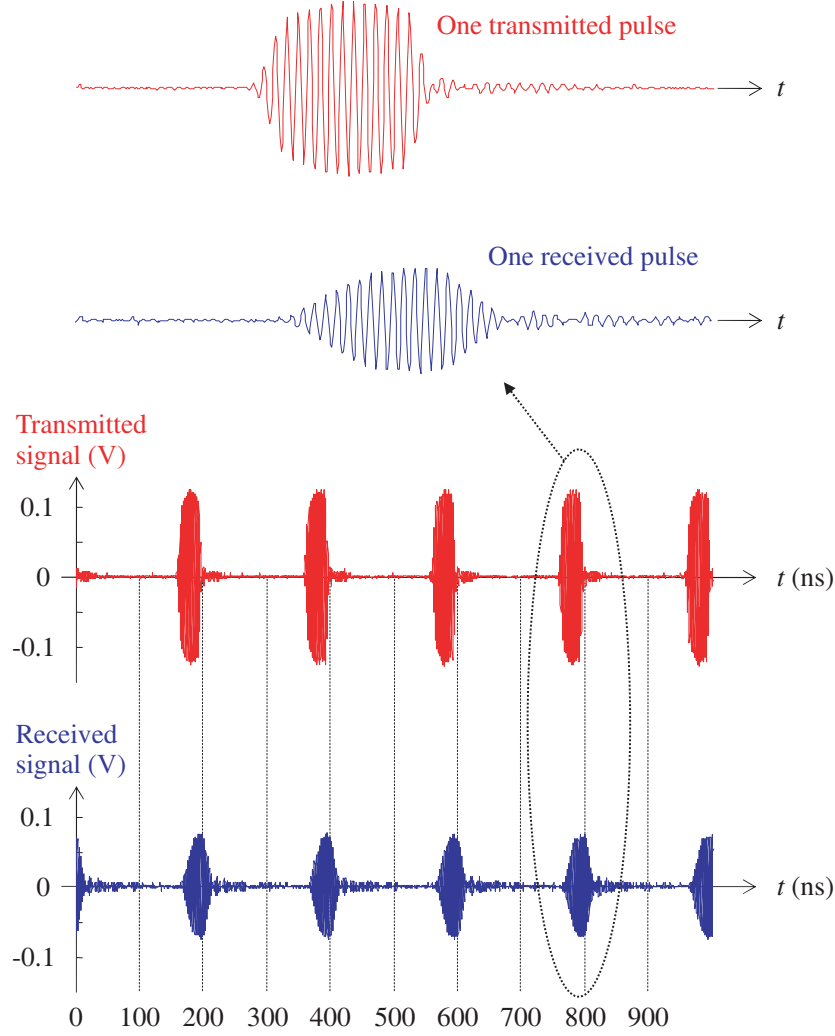 One transmitted pulse
t
One received pulse
t
Transmitted
signal (V)
0.1
0
-0.1
t (ns)
Received
signal (V)
0.1
0
-0.1
t (ns)
0 100 200 300 400 500 600 700 800 900